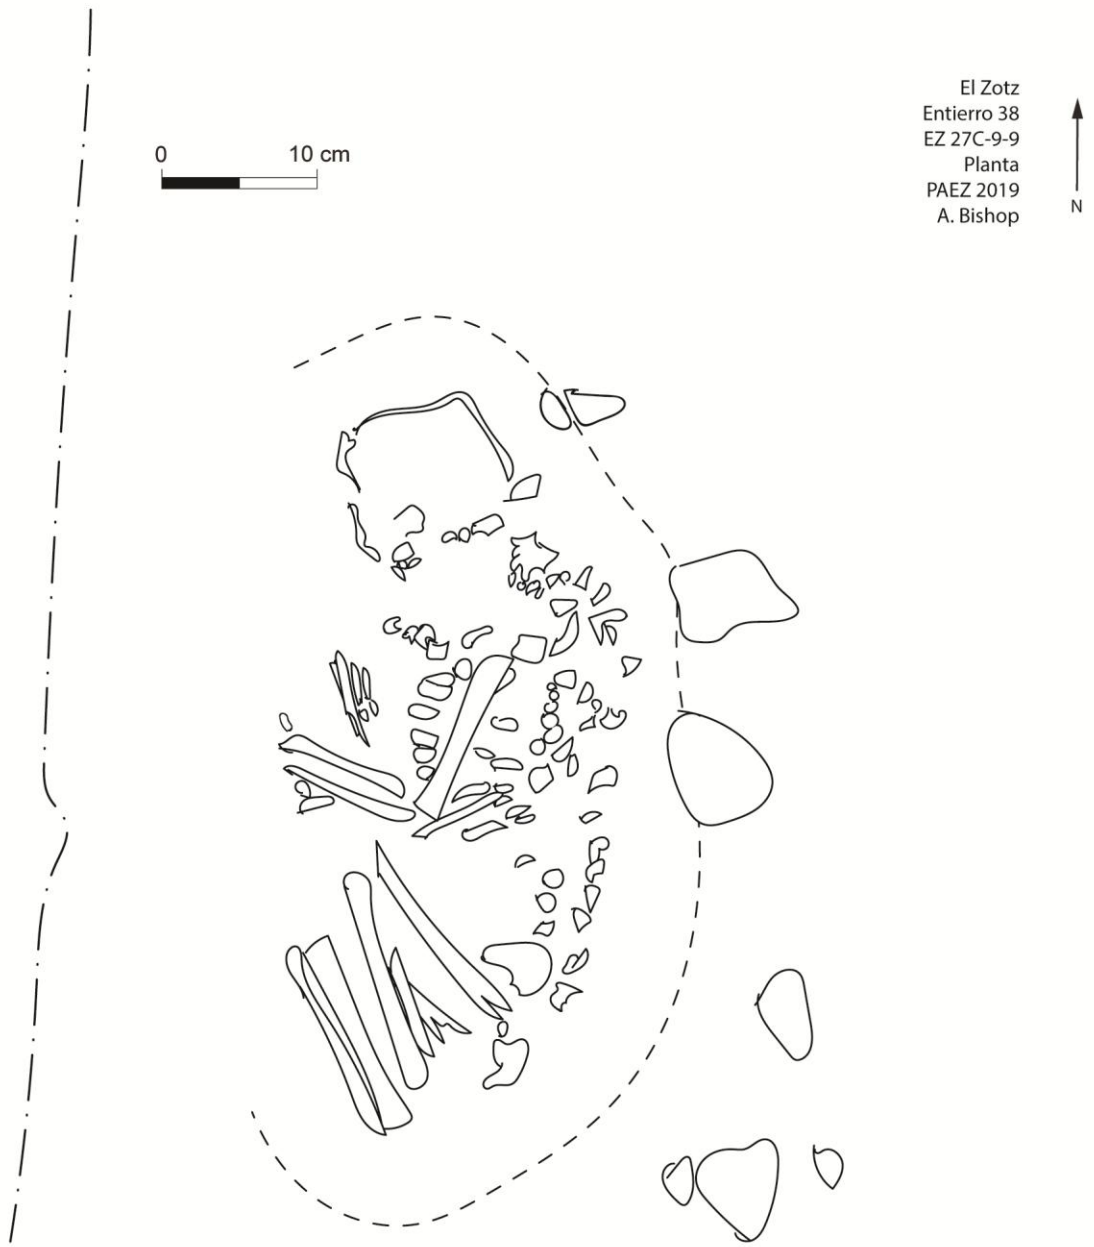 El Zotz
Entierro 38
EZ 27C-9-9
Planta
PAEZ 2019
A. Bishop
N
0 10 cm